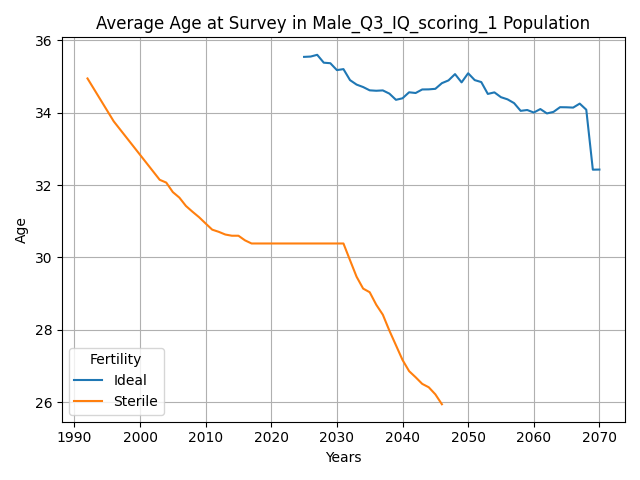 Average Age at Survey in Male_Q3_IQ_scoring_1 Population
36
34
32
30
28
26
Age
Fertility
Ideal
Sterile
1990 2000 2010 2020 2030 2040 2050 2060 2070
Years